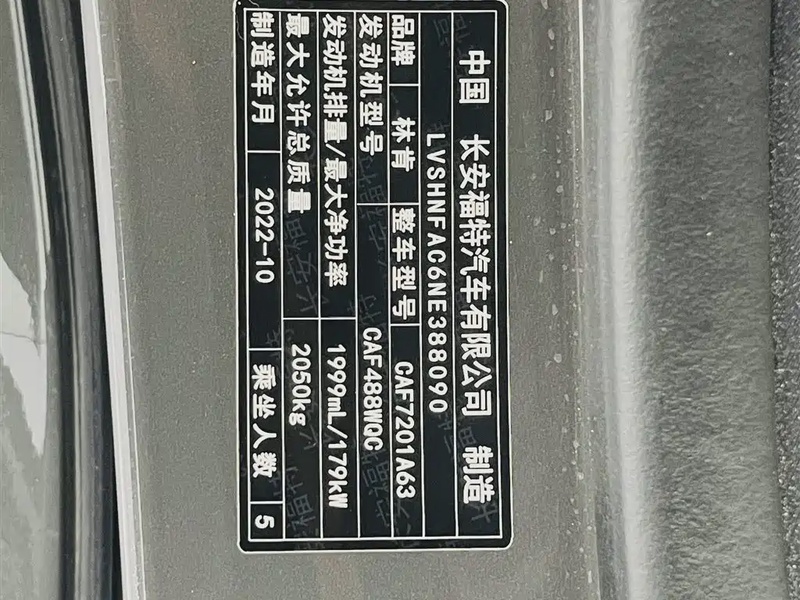 中国 长安福特汽车有限公司 制造
LVSHNFAC6NE388090
品牌 林肯 整车型号 CAF7201A63
发动机型号 CAF488WQC
发动机排量/最大净功率 1999mL/179kW
最大允许总质量 2050kg
制造年月 2022-10 乘坐人数 5